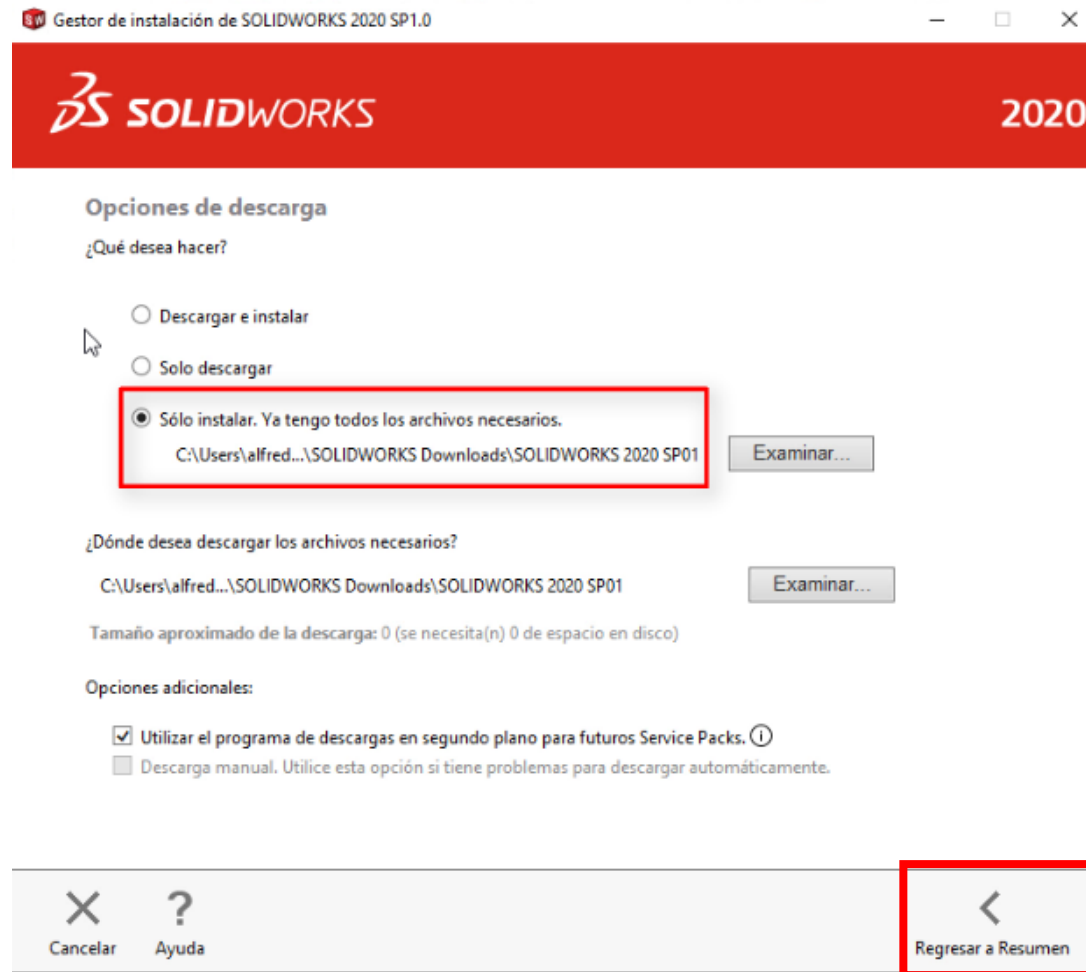 Gestor de instalación de SOLIDWORKS 2020 SP1.0
SOLIDWORKS 2020
Opciones de descarga
¿Qué desea hacer?
Descargar e instalar
Solo descargar
Sólo instalar. Ya tengo todos los archivos necesarios.
C:\Users\alfred...\SOLIDWORKS Downloads\SOLIDWORKS 2020 SP01 Examinar...
¿Dónde desea descargar los archivos necesarios?
C:\Users\alfred...\SOLIDWORKS Downloads\SOLIDWORKS 2020 SP01 Examinar...
Tamaño aproximado de la descarga: 0 (se necesita(n) 0 de espacio en disco)
Opciones adicionales:
Utilizar el programa de descargas en segundo plano para futuros Service Packs.
Descarga manual. Utilice esta opción si tiene problemas para descargar automáticamente.
Cancelar Ayuda Regresar a Resumen